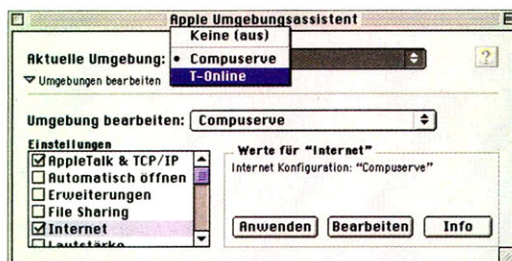 Apple Umgebungsassistent
Keine (aus)
Aktuelle Umgebung: • Compuserve
T-Online
?
Umgebungen bearbeiten
Umgebung bearbeiten: Compuserve
Einstellungen
AppleTalk & TCP/IP
Automatisch öffnen
Erweiterungen
File Sharing
Internet
Lautstärke
Werte für “Internet”
Internet Konfiguration: “Compuserve”
Anwenden Bearbeiten Info